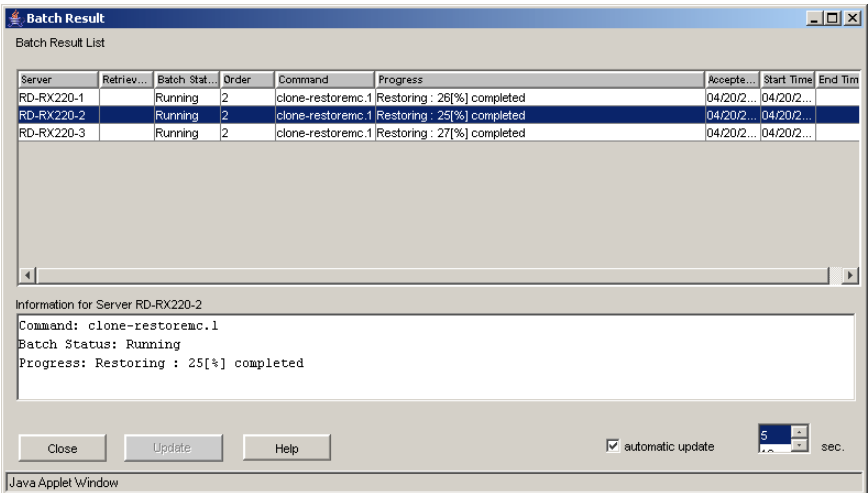 Batch Result
Batch Result List
Server Retriev... Batch Stat... Order Command Progress Accepte... Start Time End Tim
RD-RX220-1 Running 2 clone-restoremc.1 Restoring : 26[%] completed 04/20/2... 04/20/2...
RD-RX220-2 Running 2 clone-restoremc.1 Restoring : 25[%] completed 04/20/2... 04/20/2...
RD-RX220-3 Running 2 clone-restoremc.1 Restoring : 27[%] completed 04/20/2... 04/20/2...
Information for Server RD-RX220-2
Command: clone-restoremc.1
Batch Status: Running
Progress: Restoring : 25[%] completed
Close Update Help automatic update 5 sec.
Java Applet Window